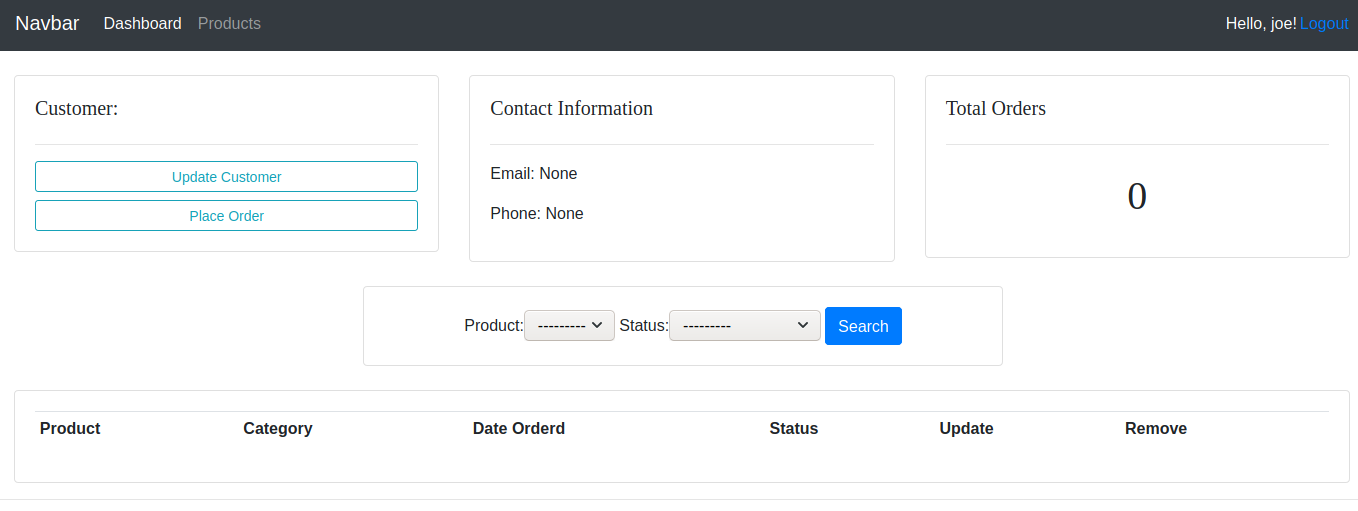 Navbar Dashboard Products Hello, joe! Logout
Customer:
Update Customer
Place Order
Contact Information
Email: None
Phone: None
Total Orders
0
Product: --------- Status: --------- Search
Product Category Date Orderd Status Update Remove